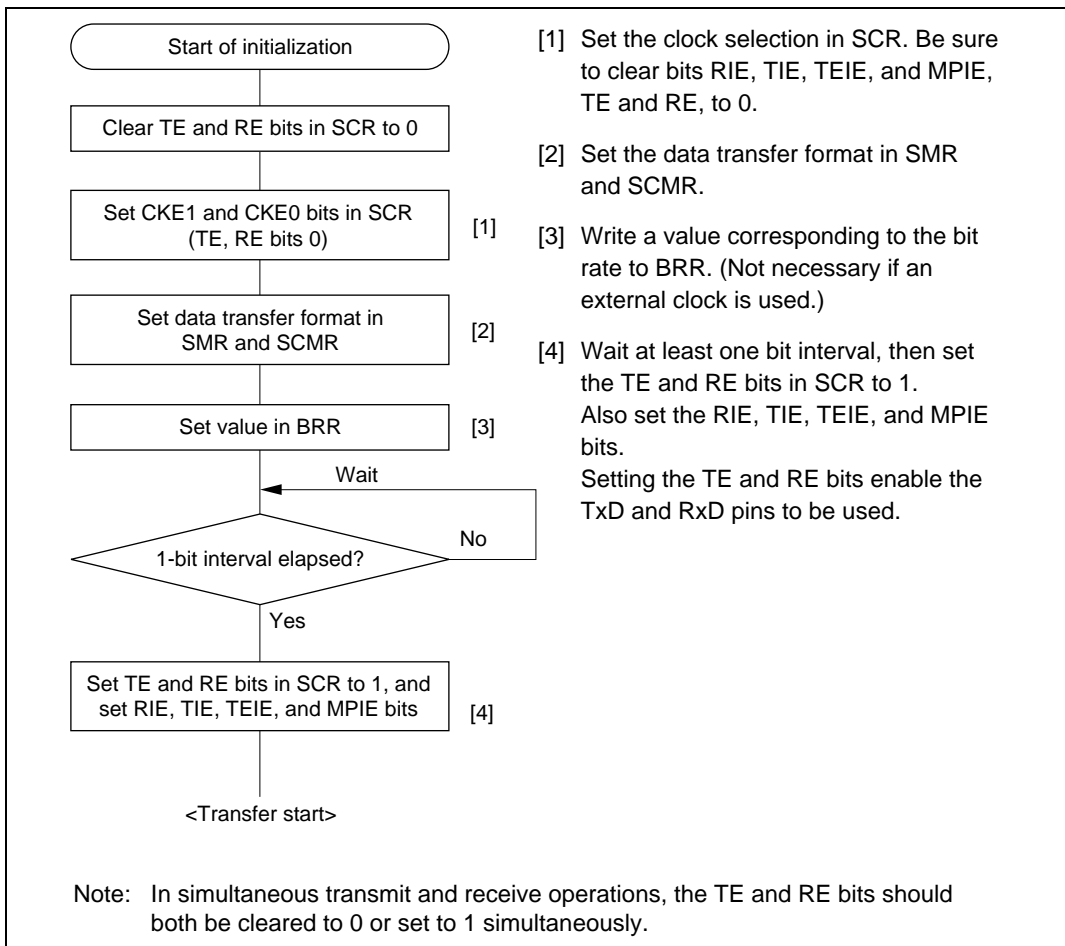 Start of initialization
Clear TE and RE bits in SCR to 0
Set CKE1 and CKE0 bits in SCR
(TE, RE bits 0)
[1]
Set data transfer format in
SMR and SCMR
[2]
Set value in BRR
[3]
Wait
1-bit interval elapsed?
No
Yes
Set TE and RE bits in SCR to 1, and
set RIE, TIE, TEIE, and MPIE bits
[4]
<Transfer start>
[1] Set the clock selection in SCR. Be sure
to clear bits RIE, TIE, TEIE, and MPIE,
TE and RE, to 0.
[2] Set the data transfer format in SMR
and SCMR.
[3] Write a value corresponding to the bit
rate to BRR. (Not necessary if an
external clock is used.)
[4] Wait at least one bit interval, then set
the TE and RE bits in SCR to 1.
Also set the RIE, TIE, TEIE, and MPIE
bits.
Setting the TE and RE bits enable the
TxD and RxD pins to be used.
Note: In simultaneous transmit and receive operations, the TE and RE bits should
both be cleared to 0 or set to 1 simultaneously.